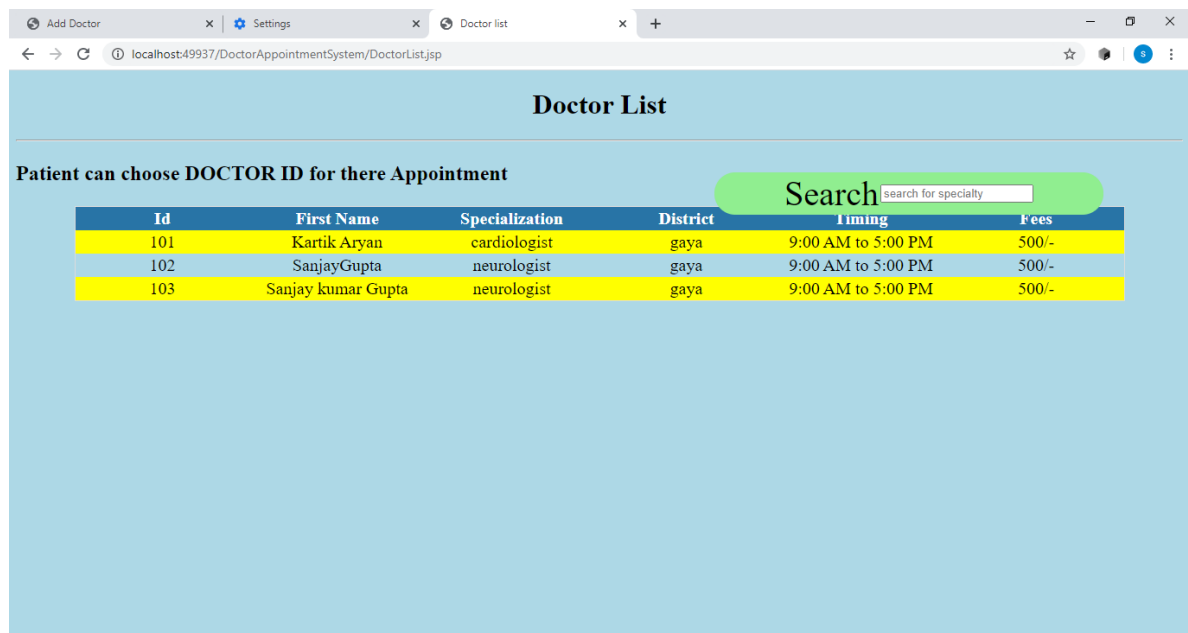 Add Doctor Settings Doctor list
localhost:49937/DoctorAppointmentSystem/DoctorList.jsp S
Doctor List
Patient can choose DOCTOR ID for there Appointment
Search search for specialty
Id First Name Specialization District Timing Fees
101 Kartik Aryan cardiologist gaya 9:00 AM to 5:00 PM 500/-
102 SanjayGupta neurologist gaya 9:00 AM to 5:00 PM 500/-
103 Sanjay kumar Gupta neurologist gaya 9:00 AM to 5:00 PM 500/-